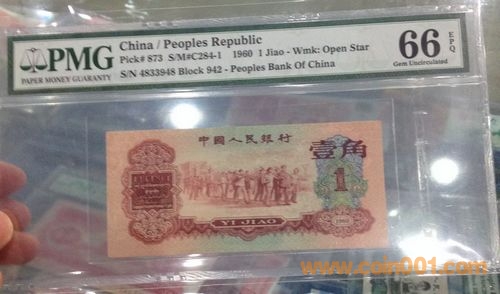 PMG
PAPER MONEY GUARANTY
China / Peoples Republic
Pick# 873 S/M#C284-1 1960 1 Jiao - Wmk: Open Star
S/N 4833948 Block 942 - Peoples Bank Of China
66 EPQ
Gem Uncirculated
中國人民銀行
壹角
1
YI JIAO
1960
www.coin001.com